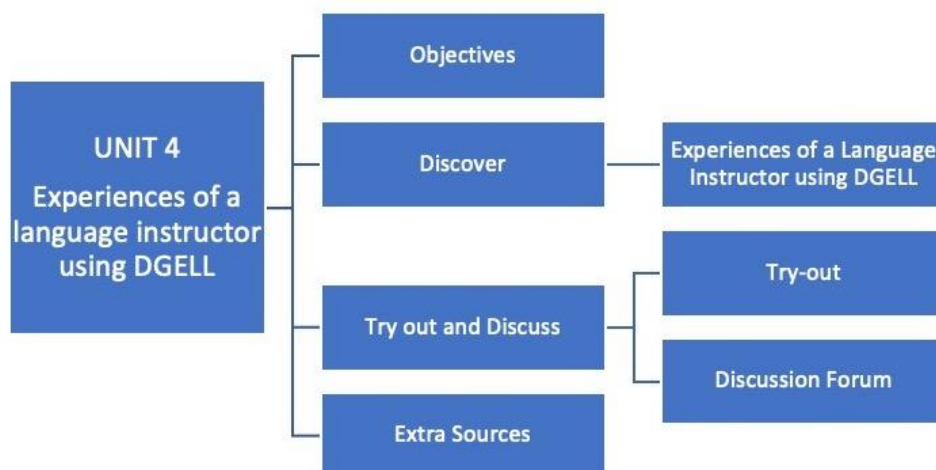 UNIT 4
Experiences of a
language instructor
using DGELL
Objectives
Discover
Experiences of a Language
Instructor using DGELL
Try out and Discuss
Try-out
Discussion Forum
Extra Sources